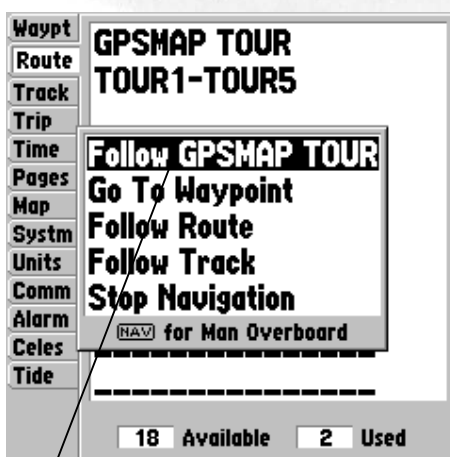 Waypt
Route
Track
Trip
Time
Pages
Map
Systm
Units
Comm
Alarm
Celes
Tide
GPSMAP TOUR
TOUR1-TOUR5
Follow GPSMAP TOUR
Go To Waypoint
Follow Route
Follow Track
Stop Navigation
NAV for Man Overboard
18 Available 2 Used